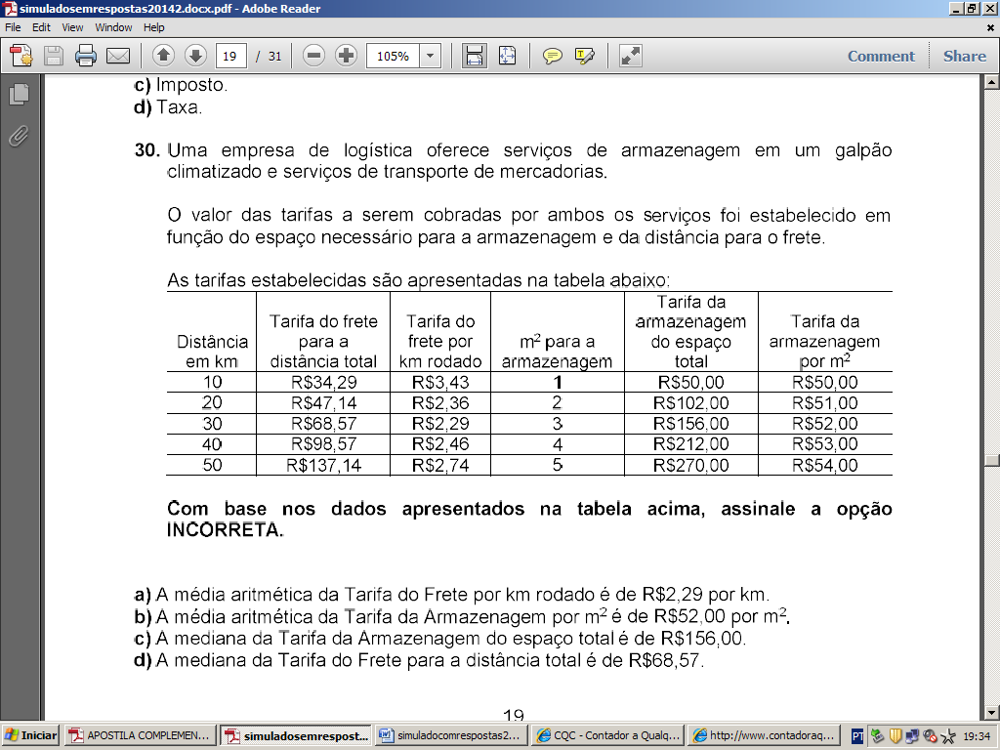 simuladosemrespostas20142.docx.pdf - Adobe Reader
File Edit View Window Help
19 / 31 105% Comment Share
c) Imposto.
d) Taxa.
30. Uma empresa de logística oferece serviços de armazenagem em um galpão
climatizado e serviços de transporte de mercadorias.
O valor das tarifas a serem cobradas por ambos os serviços foi estabelecido em
função do espaço necessário para a armazenagem e da distância para o frete.
As tarifas estabelecidas são apresentadas na tabela abaixo:
Distância em km | Tarifa do frete para a distância total | Tarifa do frete por km rodado | m² para a armazenagem | Tarifa da armazenagem do espaço total | Tarifa da armazenagem por m²
10 R$34,29 R$3,43 1 R$50,00 R$50,00
20 R$47,14 R$2,36 2 R$102,00 R$51,00
30 R$68,57 R$2,29 3 R$156,00 R$52,00
40 R$98,57 R$2,46 4 R$212,00 R$53,00
50 R$137,14 R$2,74 5 R$270,00 R$54,00
Com base nos dados apresentados na tabela acima, assinale a opção
INCORRETA.
a) A média aritmética da Tarifa do Frete por km rodado é de R$2,29 por km.
b) A média aritmética da Tarifa da Armazenagem por m² é de R$52,00 por m².
c) A mediana da Tarifa da Armazenagem do espaço total é de R$156,00.
d) A mediana da Tarifa do Frete para a distância total é de R$68,57.
19
Iniciar APOSTILA COMPLEMEN... simuladosemrespost... simuladocomrespostas2... CQC - Contador a Qualq... http://www.contadoraq... PT 19:34